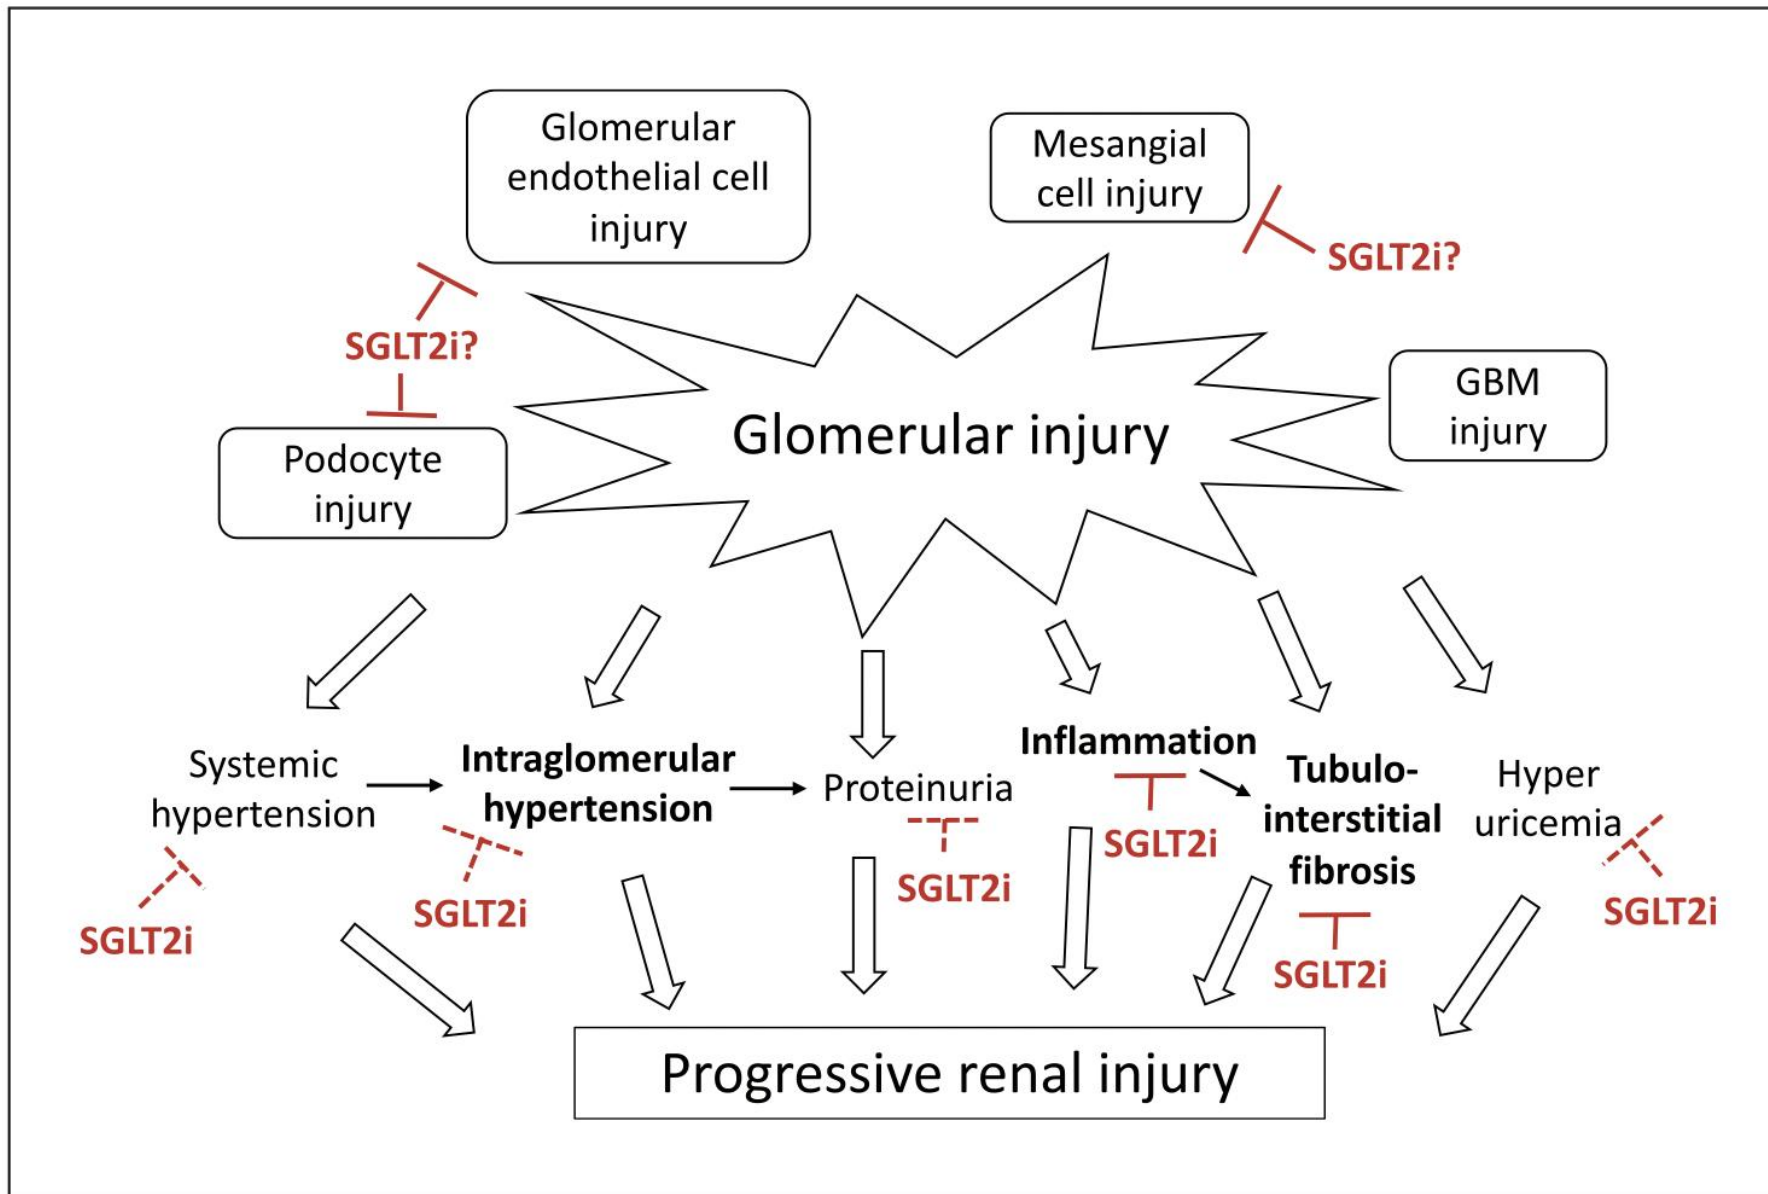 Glomerular
endothelial cell
injury
Mesangial
cell injury
SGLT2i?
SGLT2i?
GBM
injury
Glomerular injury
Podocyte
injury
Systemic
hypertension
Intraglomerular
hypertension
Proteinuria
Inflammation
Tubulo-
interstitial
fibrosis
Hyper
uricemia
SGLT2i
SGLT2i
SGLT2i
SGLT2i
SGLT2i
SGLT2i
Progressive renal injury